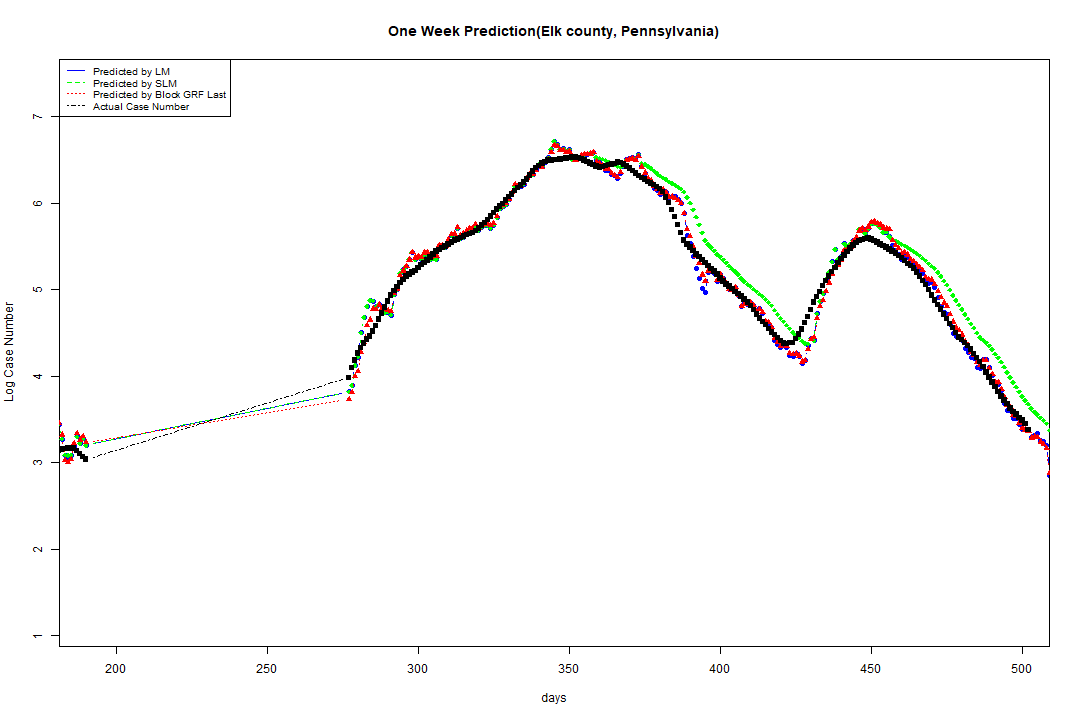 One Week Prediction(Elk county, Pennsylvania)
Predicted by LM
Predicted by SLM
Predicted by Block GRF Last
Actual Case Number
7
6
5
4
3
2
1
Log Case Number
200 250 300 350 400 450 500
days